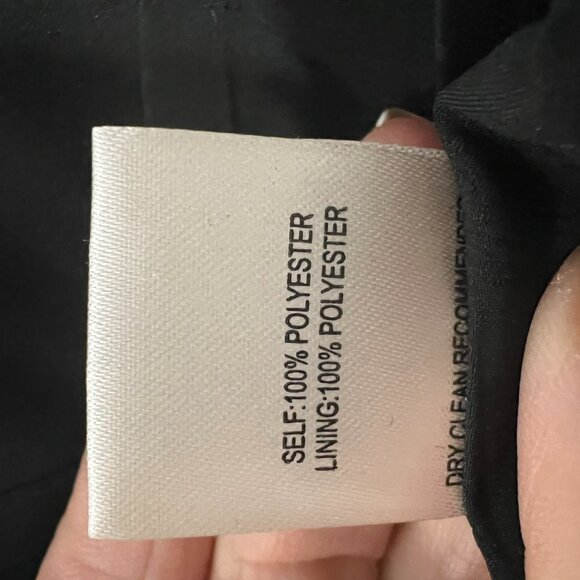 SELF:100% POLYESTER
LINING:100% POLYESTER
DRY CLEAN RECOMMENDED